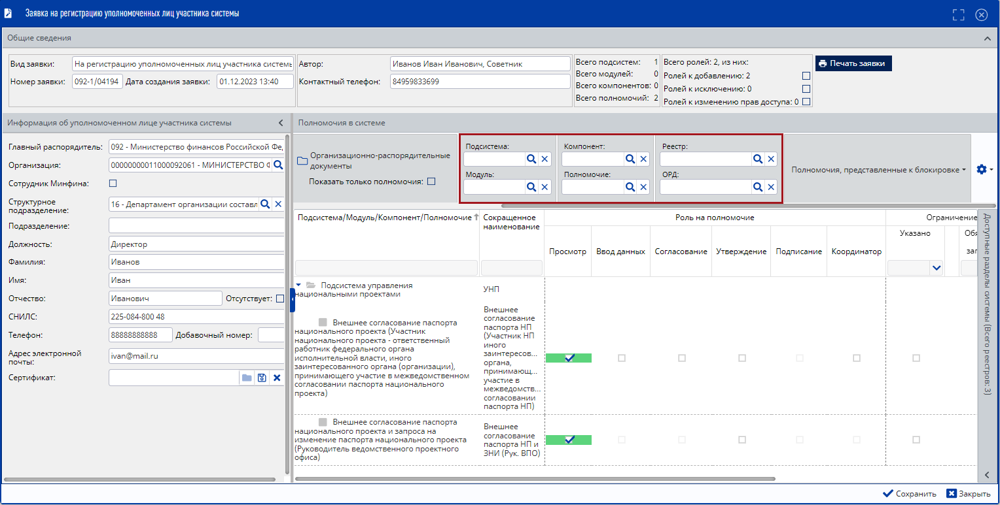 Заявка на регистрацию уполномоченных лиц участника системы
Общие сведения
Вид заявки: На регистрацию уполномоченных лиц участника системы
Номер заявки: 092-1/04194 Дата создания заявки: 01.12.2023 13:40
Автор: Иванов Иван Иванович, Советник
Контактный телефон: 84959833699
Всего подсистем: 1
Всего модулей: 0
Всего компонентов: 0
Всего полномочий: 2
Всего ролей: 2, из них:
Ролей к добавлению: 2
Ролей к исключению: 0
Ролей к изменению прав доступа: 0
Печать заявки
Информация об уполномоченном лице участника системы
Главный распорядитель: 092 - Министерство финансов Российской Фе
Организация: 00000000011000092061 - МИНИСТЕРСТВО Ф
Сотрудник Минфина:
Структурное
подразделение:
16 - Департамент организации составл
Подразделение:
Должность: Директор
Фамилия: Иванов
Имя: Иван
Отчество: Иванович Отсутствует:
СНИЛС: 225-084-800 48
Телефон: 88888888888 Добавочный номер:
Адрес электронной
почты:
ivan@mail.ru
Сертификат:
Полномочия в системе
Организационно-распорядительные
документы
Показать только полномочия:
Подсистема:
Модуль:
Компонент:
Полномочие:
Реестр:
ОРД:
Полномочия, представленные к блокировке
Подсистема/Модуль/Компонент/Полномочие
Сокращенное
наименование
Роль на полномочие
Просмотр
Ввод данных
Согласование
Утверждение
Подписание
Координатор
Ограничение
Указано
Обя
заг
Подсистема управления
национальными проектами
УНП
Внешнее согласование паспорта
национального проекта (Участник
национального проекта - ответственный
работник федерального органа
исполнительной власти, иного
заинтересованного органа (организации),
принимающего участие в межведомственном
согласовании паспорта национального
проекта)
Внешнее
согласование
паспорта НП
(Участник НП
иного
заинтересов...
органа,
принимающ...
участие в
межведомств...
согласовании
паспорта НП)
Внешнее согласование паспорта
национального проекта и запроса на
изменение паспорта национального проекта
(Руководитель ведомственного проектного
офиса)
Внешнее
согласование
паспорта НП и
ЗНИ (Рук. ВПО)
Доступные разделы системы (Всего реестров: 3)
Сохранить
Закрыть